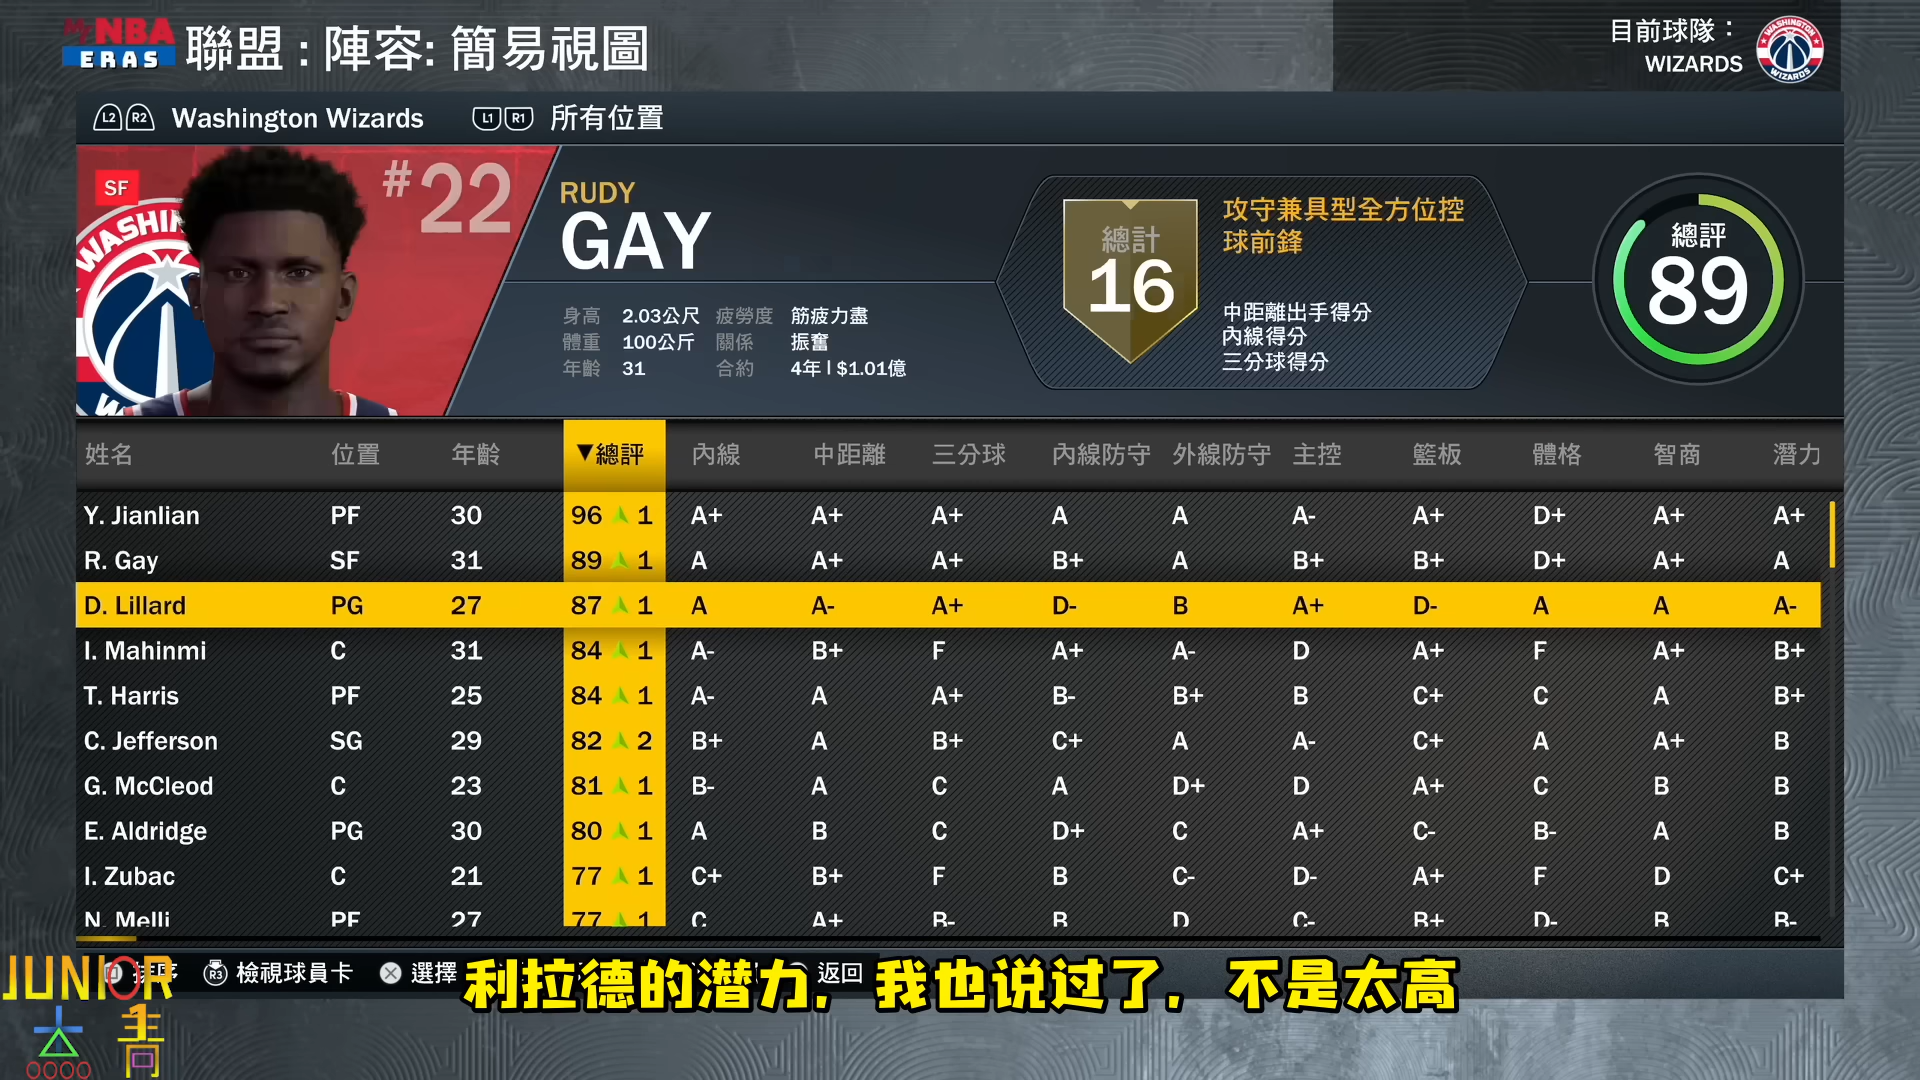 MyNBA ERAS 聯盟 : 陣容: 簡易視圖
目前球隊：
WIZARDS
L2 R2 Washington Wizards L1 R1 所有位置
SF
#22
RUDY
GAY
身高 2.03公尺 疲勞度 筋疲力盡
體重 100公斤 關係 振奮
年齡 31 合約 4年 | $1.01億
總計
16
攻守兼具型全方位控
球前鋒
中距離出手得分
內線得分
三分球得分
總評
89
姓名 位置 年齡 ▼總評 內線 中距離 三分球 內線防守 外線防守 主控 籃板 體格 智商 潛力
Y. Jianlian PF 30 96 1 A+ A+ A+ A A A- A+ D+ A+ A+
R. Gay SF 31 89 1 A A+ A+ B+ A B+ B+ D+ A+ A
D. Lillard PG 27 87 1 A A- A+ D- B A+ D- A A A-
I. Mahinmi C 31 84 1 A- B+ F A+ A- D A+ F A+ B+
T. Harris PF 25 84 1 A- A A+ B- B+ B C+ C A B+
C. Jefferson SG 29 82 2 B+ A B+ C+ A A- C+ A A+ B
G. McCleod C 23 81 1 B- A C A D+ D A+ C B B
E. Aldridge PG 30 80 1 A B C D+ C A+ C- B- A B
I. Zubac C 21 77 1 C+ B+ F B C- D- A+ F D C+
N. Melli PF 27 77 1 C A+ B- B D C- B+ D- B B-
排序 R3 檢視球員卡 選擇 返回
利拉德的潜力，我也说过了，不是太高
JUNIOR